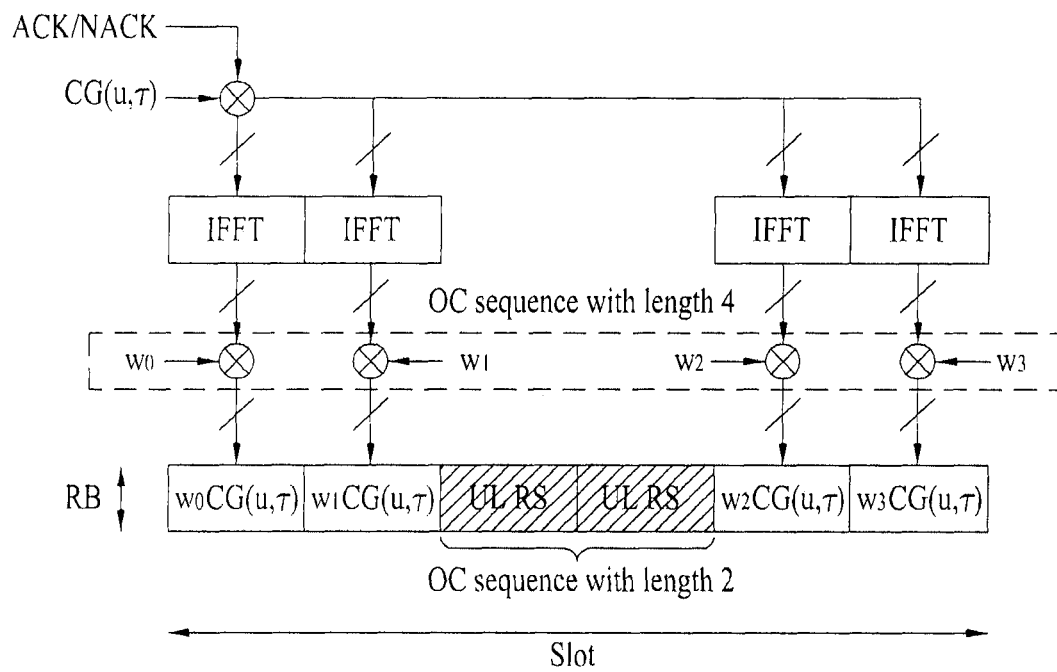 ACK/NACK
CG(u,τ)
IFFT IFFT IFFT IFFT
OC sequence with length 4
w0 w1 w2 w3
RB w0CG(u,τ) w1CG(u,τ) UL RS UL RS w2CG(u,τ) w3CG(u,τ)
OC sequence with length 2
Slot